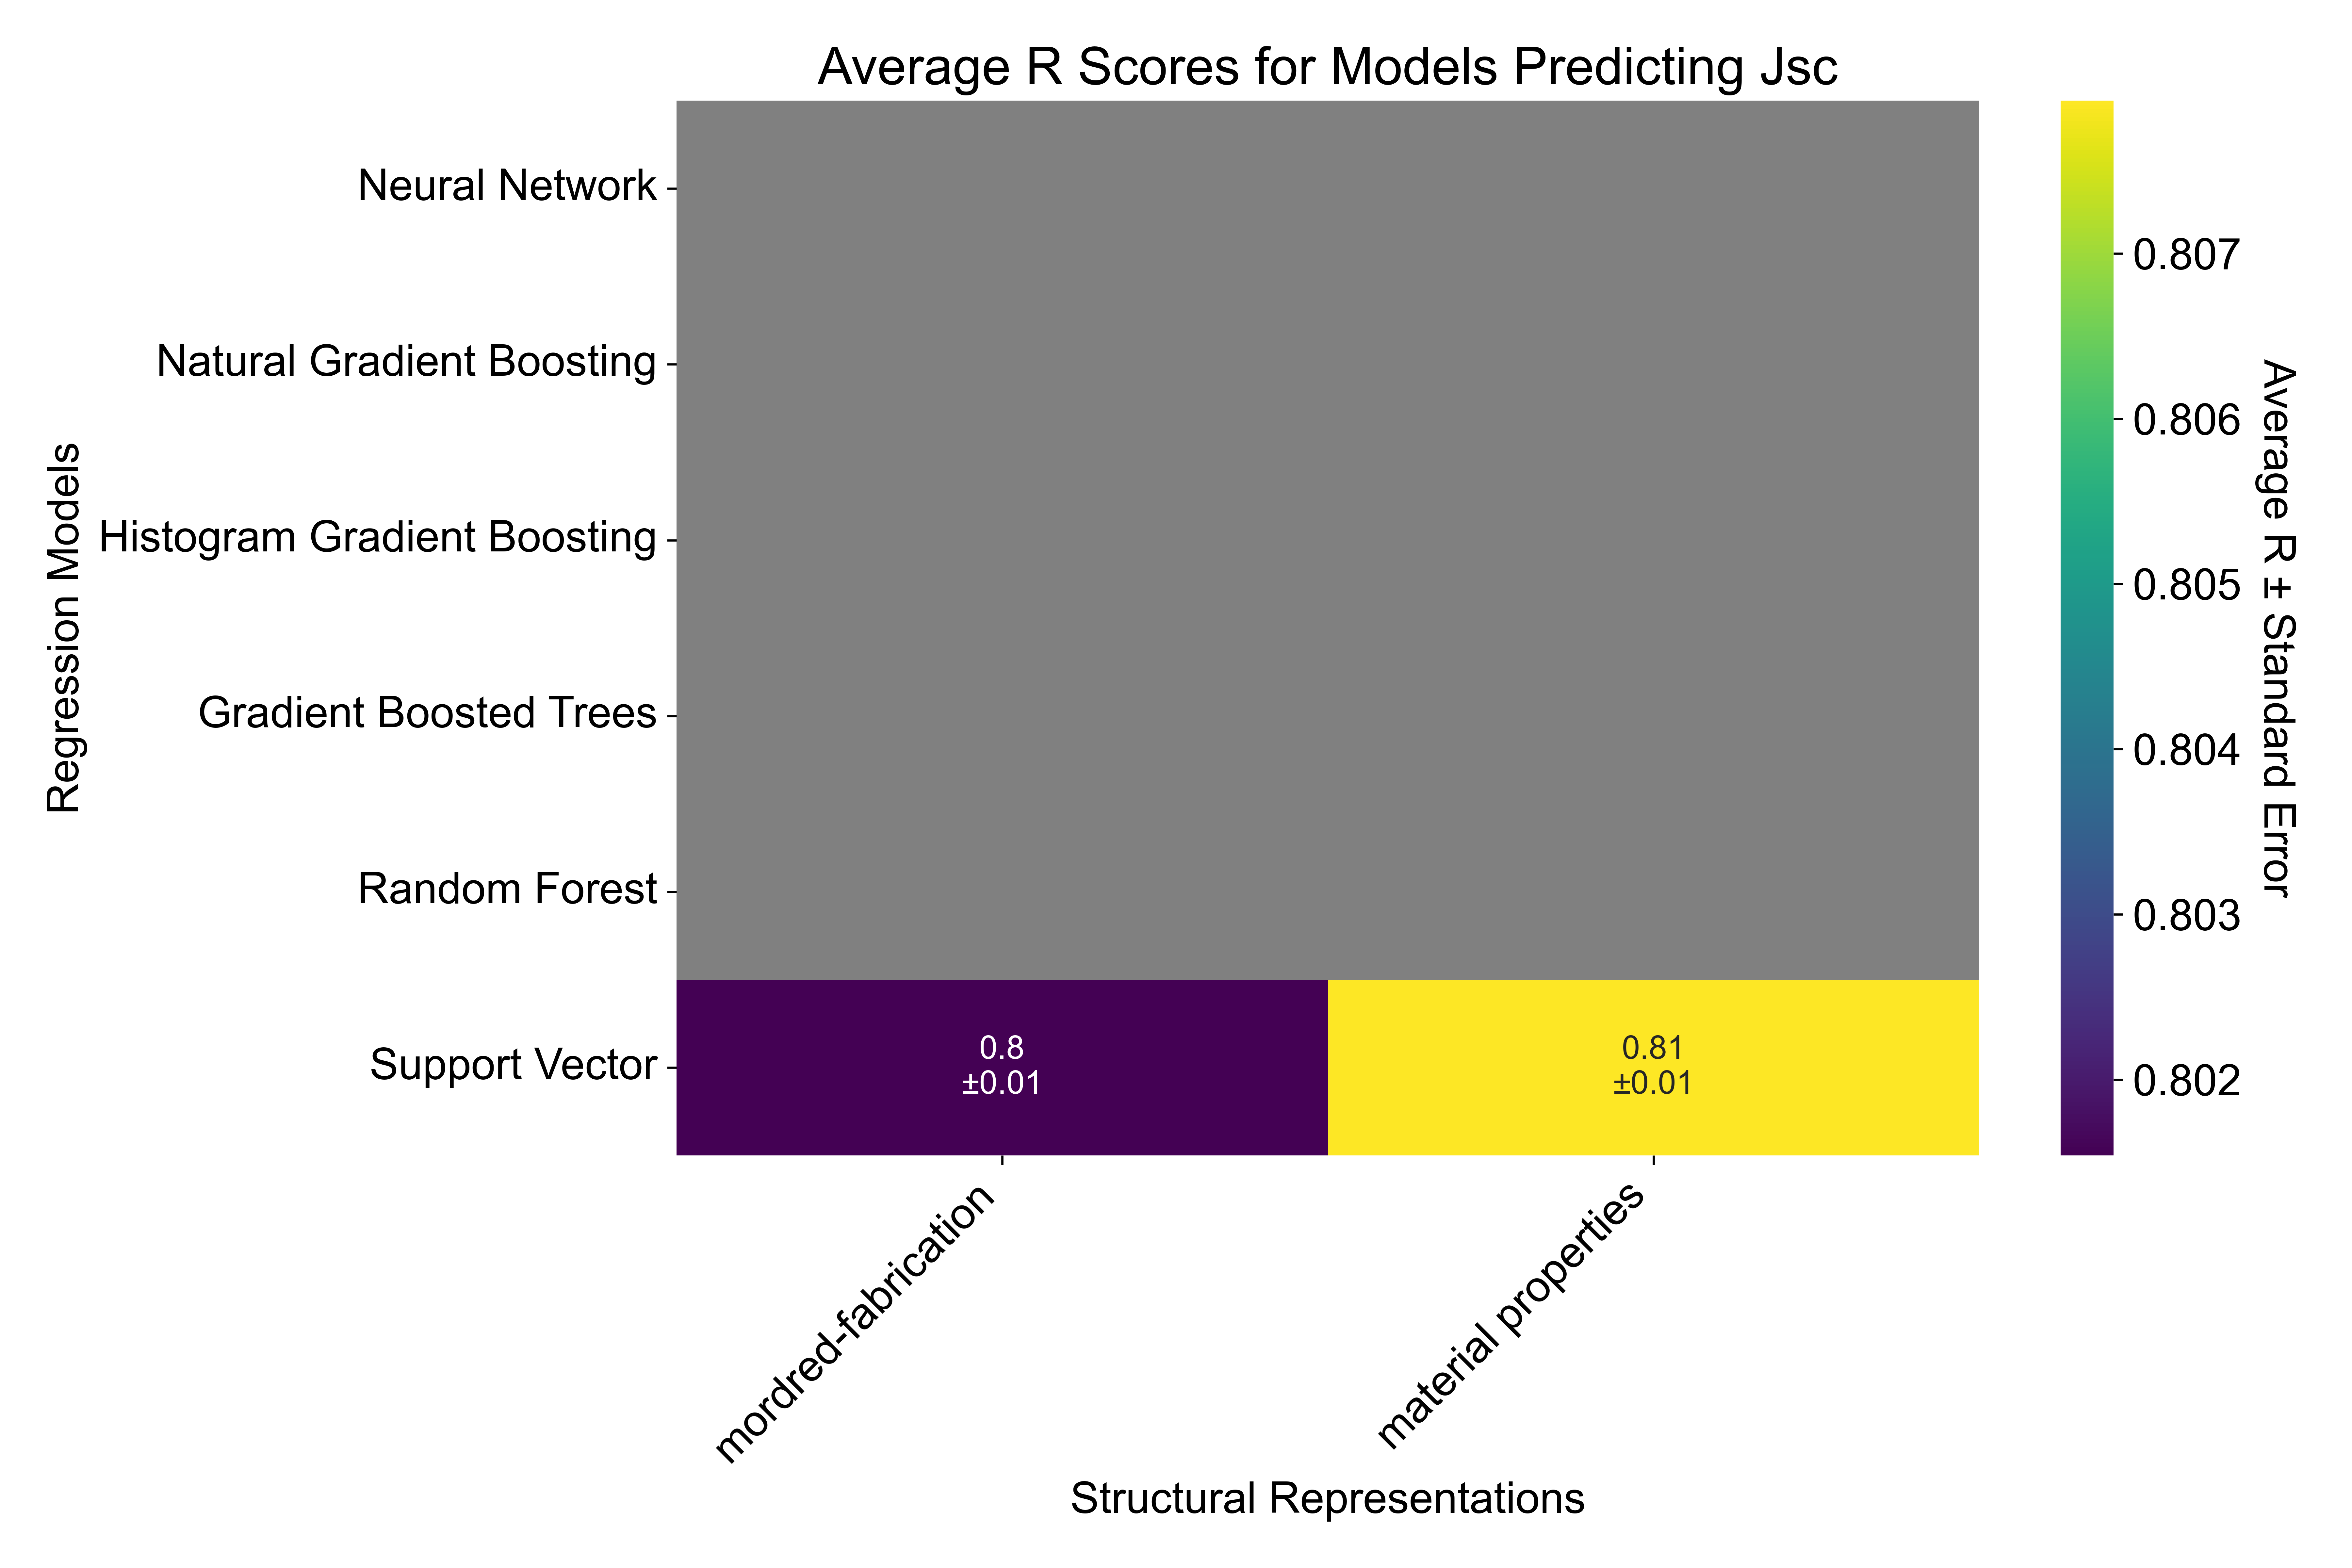 Average R Scores for Models Predicting Jsc
Regression Models
Neural Network
Natural Gradient Boosting
Histogram Gradient Boosting
Gradient Boosted Trees
Random Forest
Support Vector
0.8
±0.01
0.81
±0.01
mordred-fabrication
material properties
Structural Representations
0.807
0.806
0.805
0.804
0.803
0.802
Average R ± Standard Error